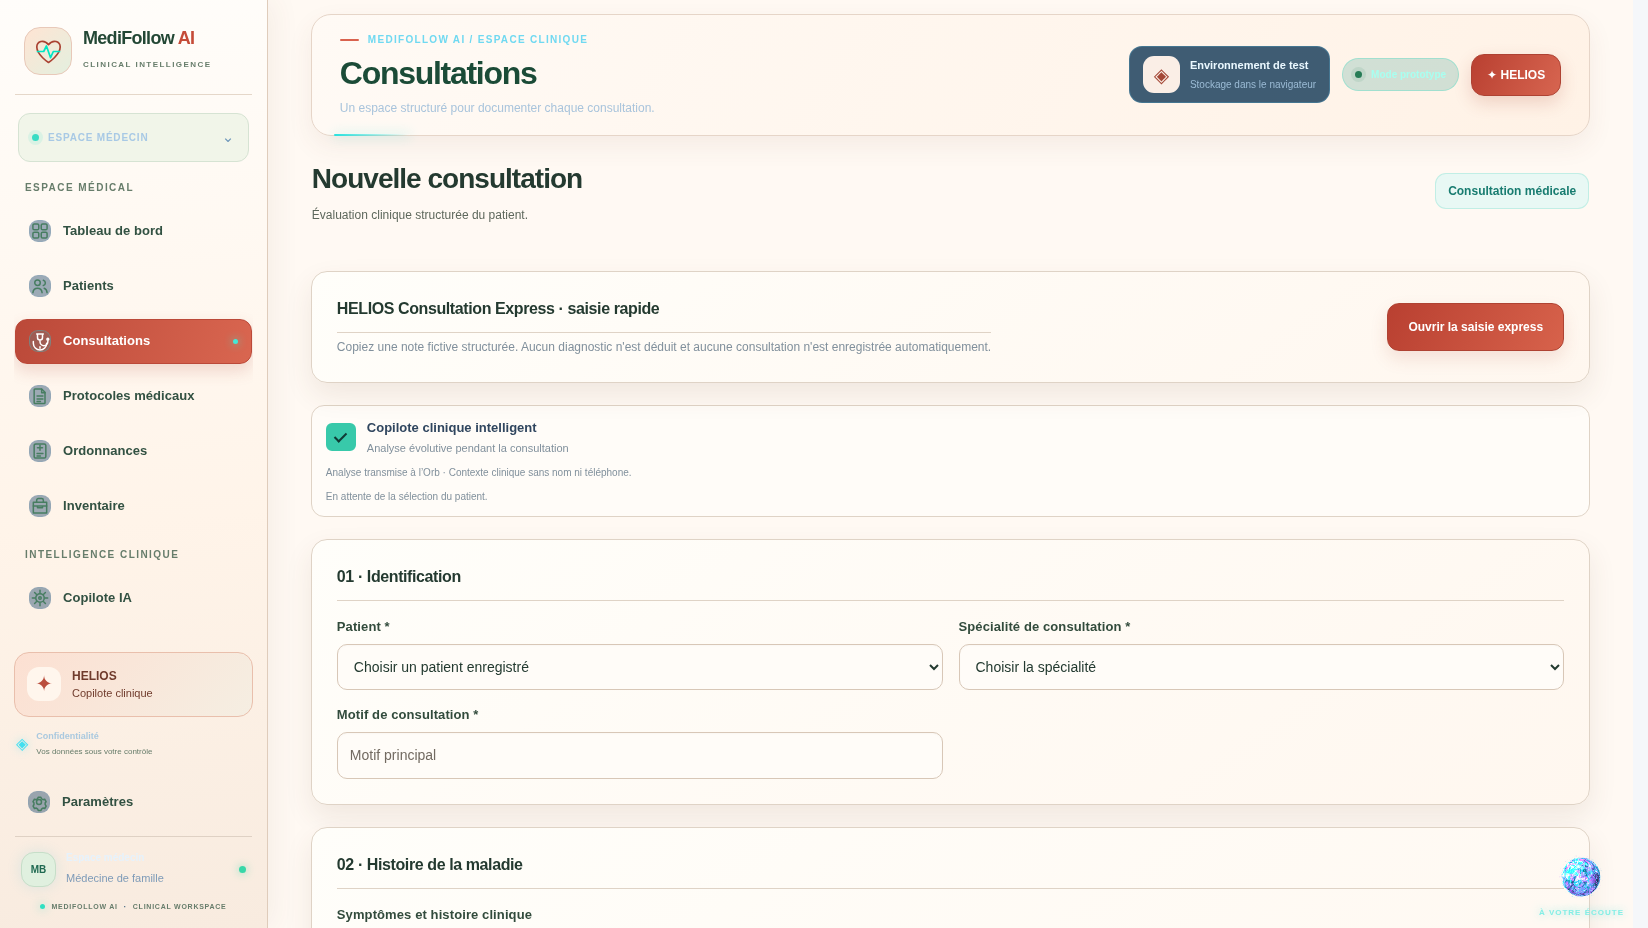 MediFollow AI
CLINICAL INTELLIGENCE
ESPACE MÉDECIN
ESPACE MÉDICAL
Tableau de bord
Patients
Consultations
Protocoles médicaux
Ordonnances
Inventaire
INTELLIGENCE CLINIQUE
Copilote IA
HELIOS
Copilote clinique
Confidentialité
Vos données sous votre contrôle
Paramètres
MB
Médecine de famille
MEDIFOLLOW AI · CLINICAL WORKSPACE
MEDIFOLLOW AI / ESPACE CLINIQUE
Consultations
Un espace structuré pour documenter chaque consultation.
Environnement de test
Stockage dans le navigateur
Mode prototype
✦ HELIOS
Nouvelle consultation
Évaluation clinique structurée du patient.
Consultation médicale
HELIOS Consultation Express · saisie rapide
Copiez une note fictive structurée. Aucun diagnostic n'est déduit et aucune consultation n'est enregistrée automatiquement.
Ouvrir la saisie express
Copilote clinique intelligent
Analyse évolutive pendant la consultation
Analyse transmise à l'Orb · Contexte clinique sans nom ni téléphone.
En attente de la sélection du patient.
01 · Identification
Patient *
Spécialité de consultation *
Choisir un patient enregistré
Choisir la spécialité
Motif de consultation *
Motif principal
02 · Histoire de la maladie
Symptômes et histoire clinique
À VOTRE ÉCOUTE